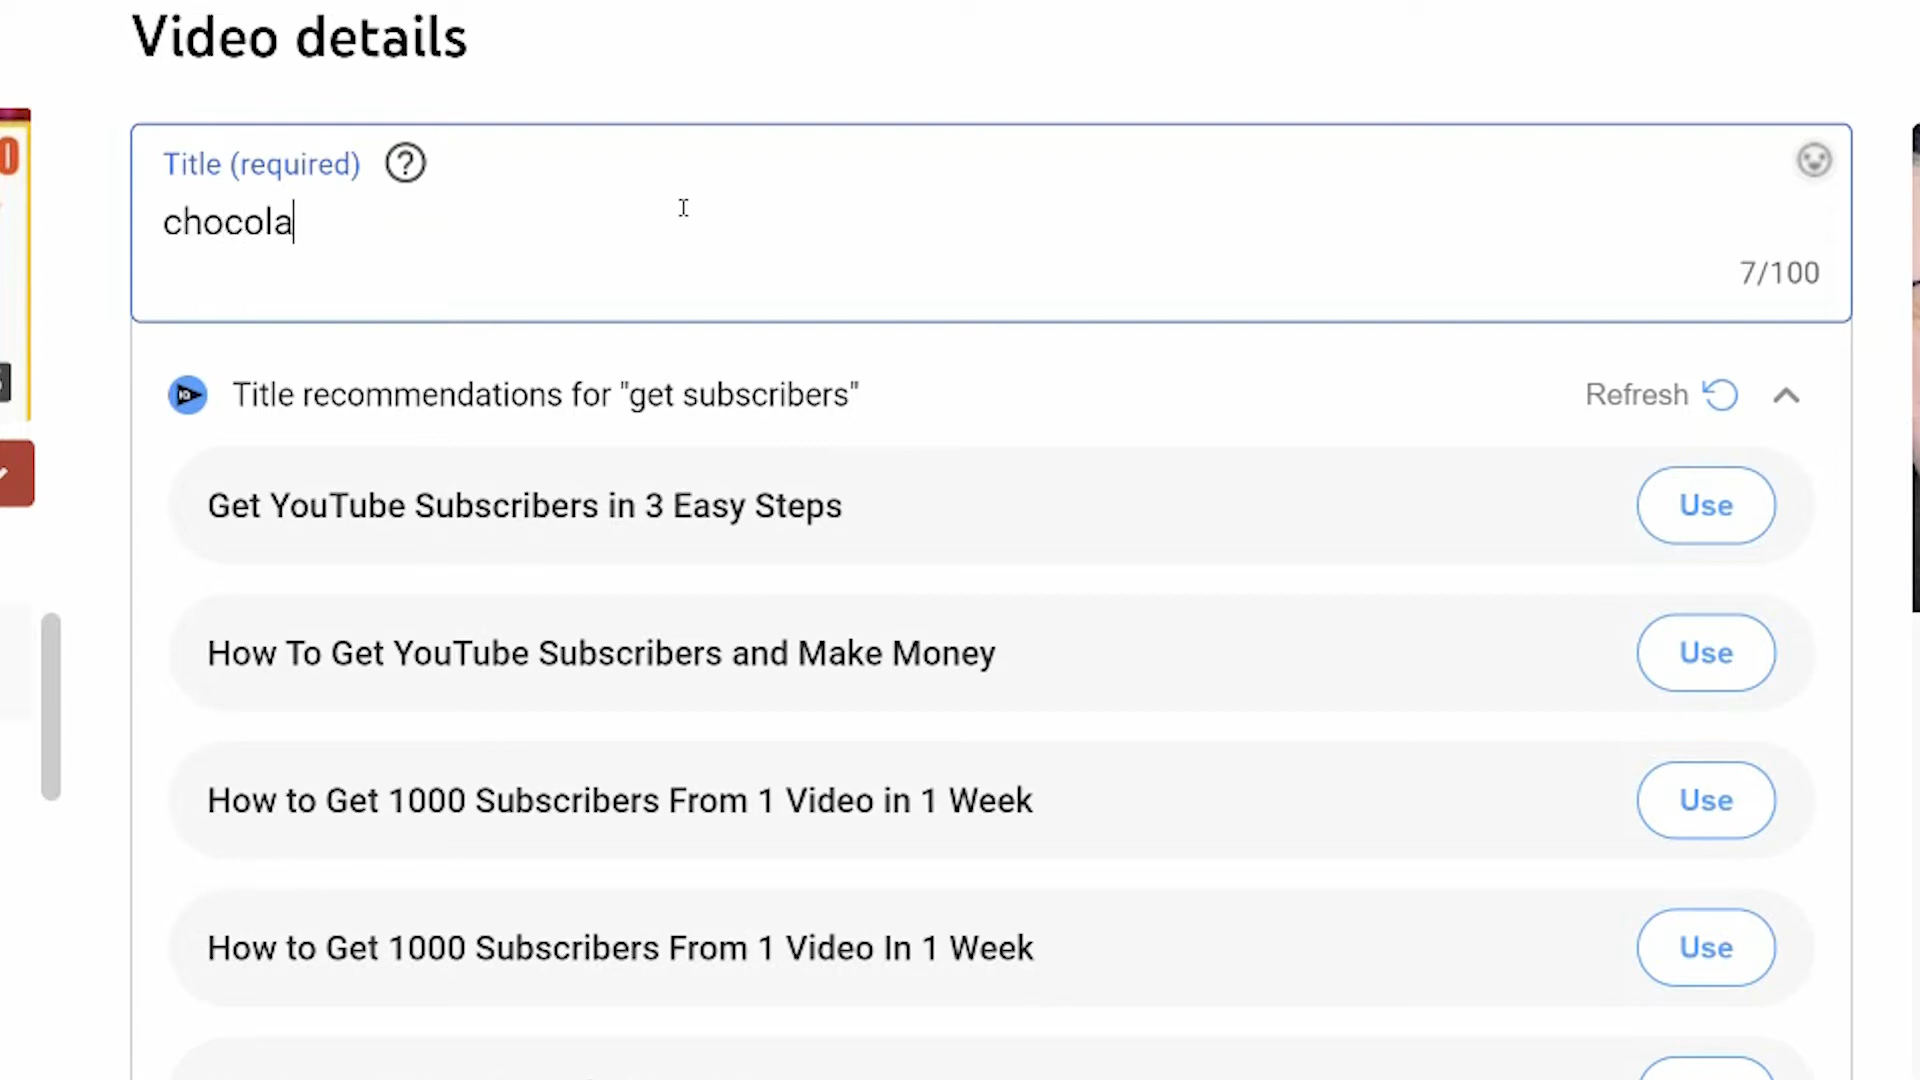 Video details
Title (required)
chocola
7/100
Title recommendations for "get subscribers"
Refresh
Get YouTube Subscribers in 3 Easy Steps
Use
How To Get YouTube Subscribers and Make Money
Use
How to Get 1000 Subscribers From 1 Video in 1 Week
Use
How to Get 1000 Subscribers From 1 Video In 1 Week
Use